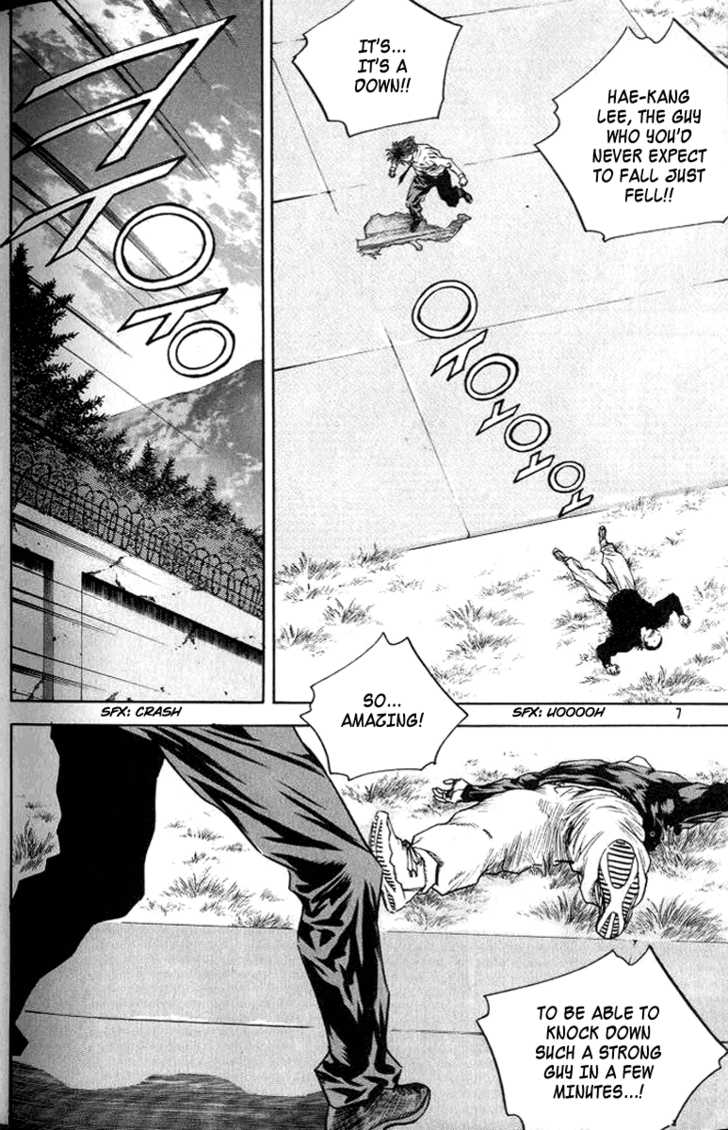 IT'S...
IT'S A
DOWN!!
HAE-KANG
LEE, THE GUY
WHO YOU'D
NEVER EXPECT
TO FALL JUST
FELL!!
SFX: CRASH
SFX: UOOOOH
7
SO...
AMAZING!
TO BE ABLE TO
KNOCK DOWN
SUCH A STRONG
GUY IN A FEW
MINUTES...!